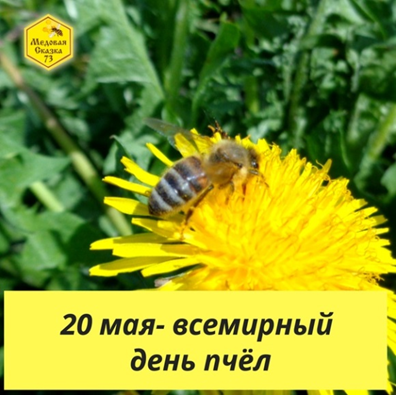 Медовая
Сказка
73
20 мая- всемирный
день пчёл